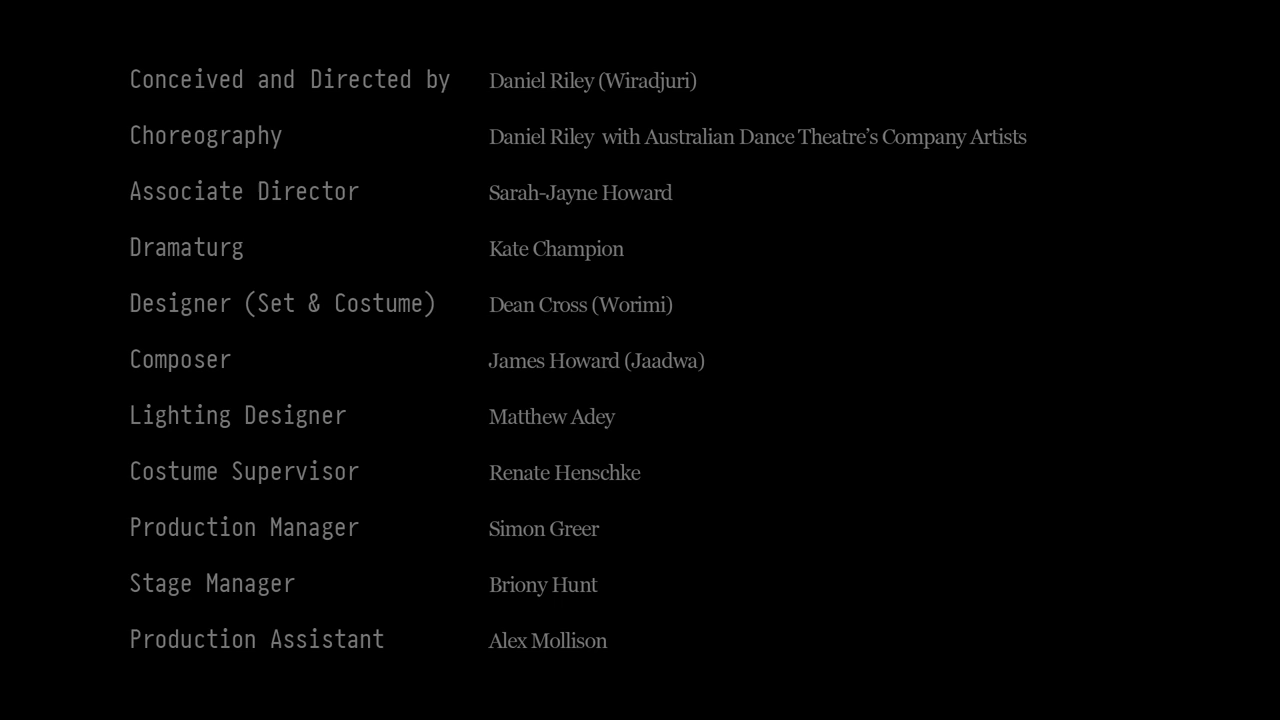 Conceived and Directed by Daniel Riley (Wiradjuri)
Choreography Daniel Riley with Australian Dance Theatre’s Company Artists
Associate Director Sarah-Jayne Howard
Dramaturg Kate Champion
Designer (Set & Costume) Dean Cross (Worimi)
Composer James Howard (Jaadwa)
Lighting Designer Matthew Adey
Costume Supervisor Renate Henschke
Production Manager Simon Greer
Stage Manager Briony Hunt
Production Assistant Alex Mollison